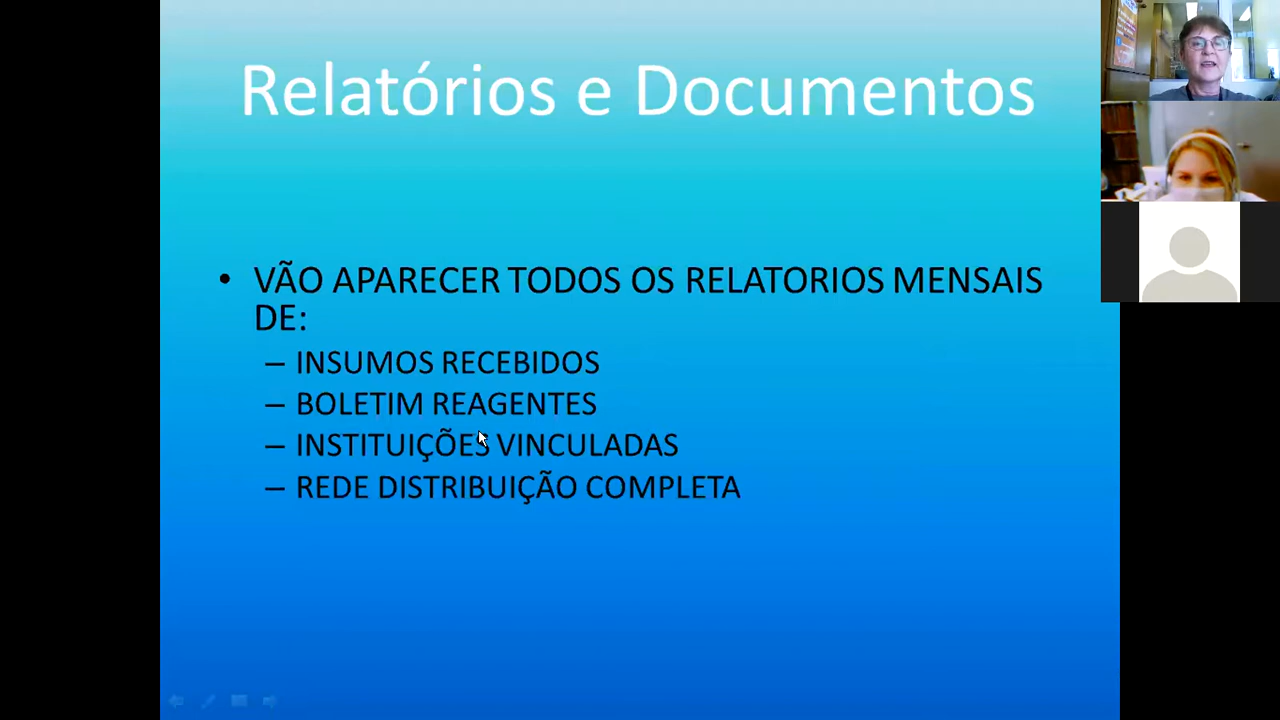 Relatórios e Documentos
• VÃO APARECER TODOS OS RELATORIOS MENSAIS
DE:
– INSUMOS RECEBIDOS
– BOLETIM REAGENTES
– INSTITUIÇÕES VINCULADAS
– REDE DISTRIBUIÇÃO COMPLETA